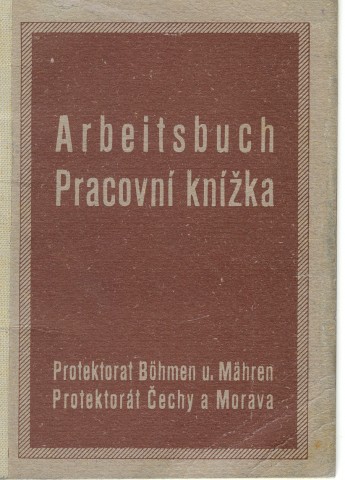 Arbeitsbuch
Pracovní knížka
Protektorat Böhmen u. Mähren
Protektorát Čechy a Morava